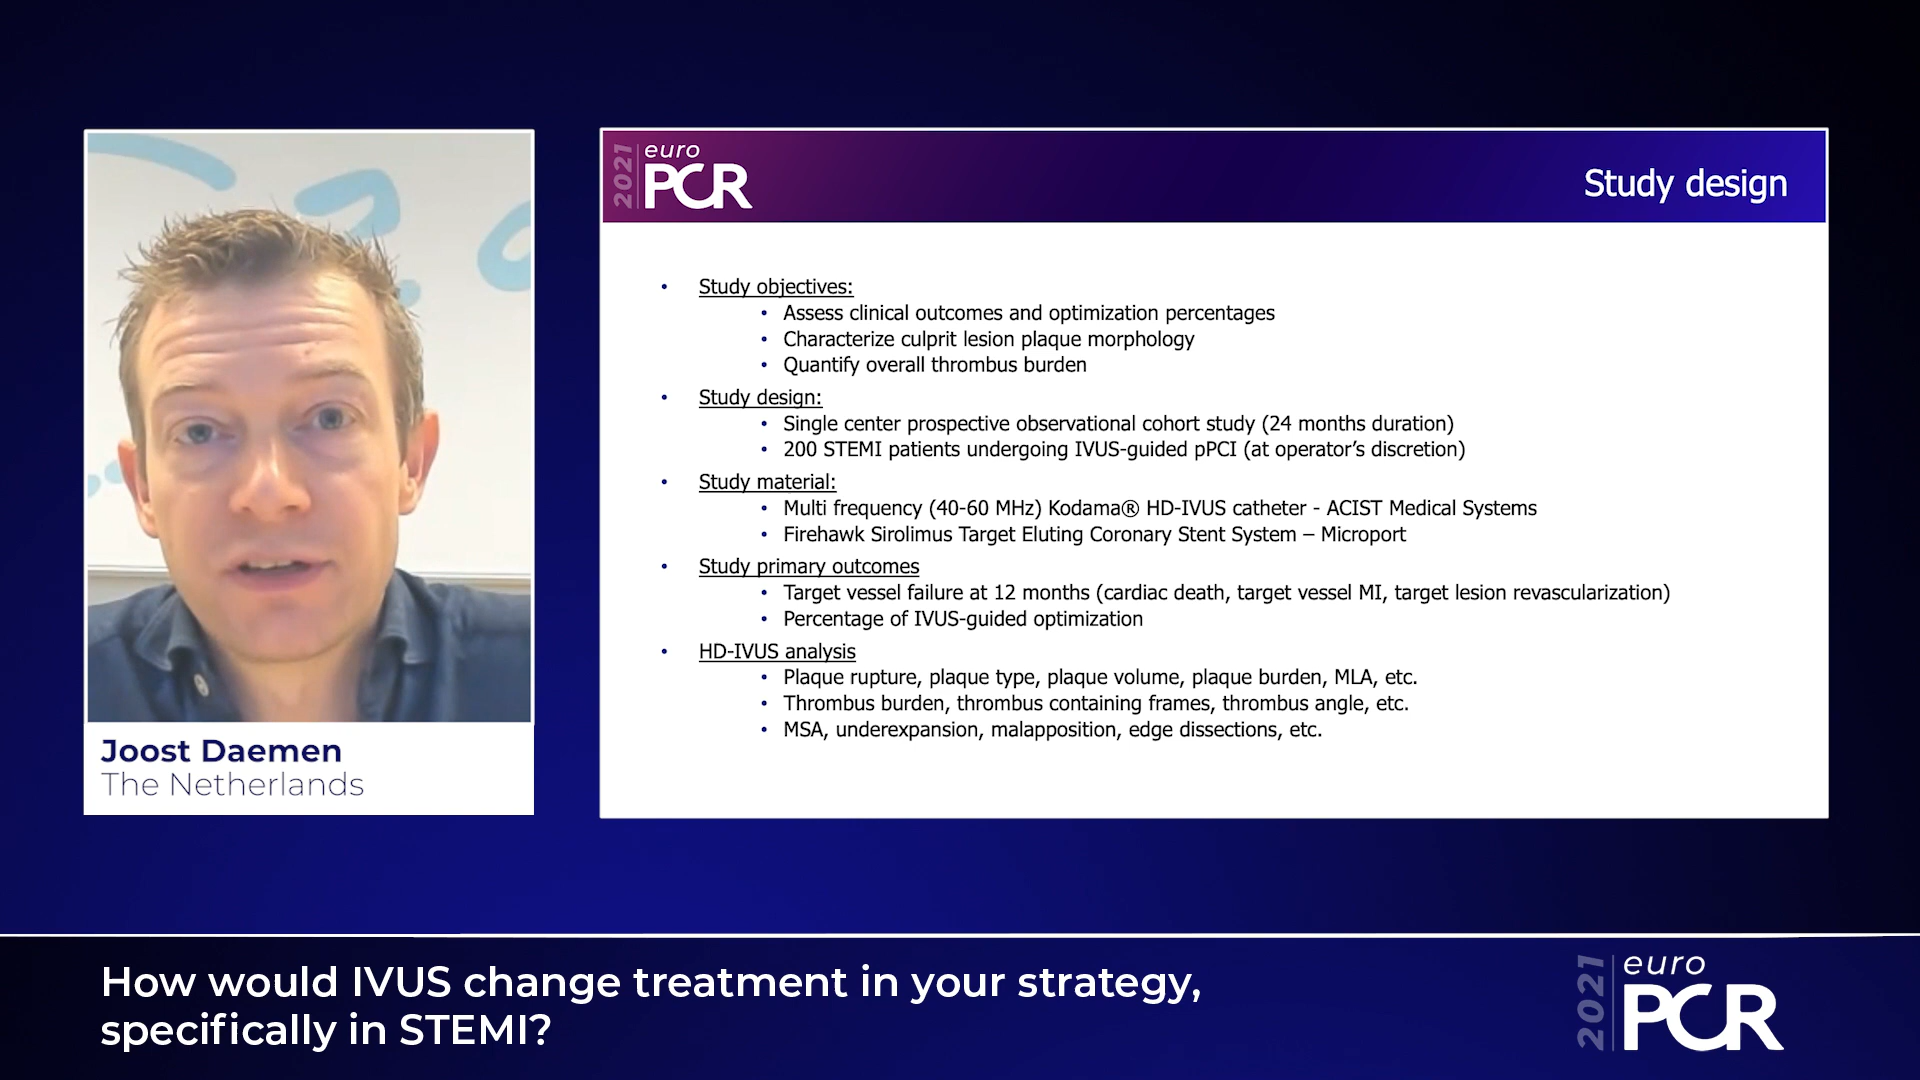 2021 euro PCR
Study design
• Study objectives:
• Assess clinical outcomes and optimization percentages
• Characterize culprit lesion plaque morphology
• Quantify overall thrombus burden
• Study design:
• Single center prospective observational cohort study (24 months duration)
• 200 STEMI patients undergoing IVUS-guided pPCI (at operator's discretion)
• Study material:
• Multi frequency (40-60 MHz) Kodama® HD-IVUS catheter - ACIST Medical Systems
• Firehawk Sirolimus Target Eluting Coronary Stent System – Microport
• Study primary outcomes
• Target vessel failure at 12 months (cardiac death, target vessel MI, target lesion revascularization)
• Percentage of IVUS-guided optimization
• HD-IVUS analysis
• Plaque rupture, plaque type, plaque volume, plaque burden, MLA, etc.
• Thrombus burden, thrombus containing frames, thrombus angle, etc.
• MSA, underexpansion, malapposition, edge dissections, etc.
Joost Daemen
The Netherlands
How would IVUS change treatment in your strategy,
specifically in STEMI?
2021 euro PCR